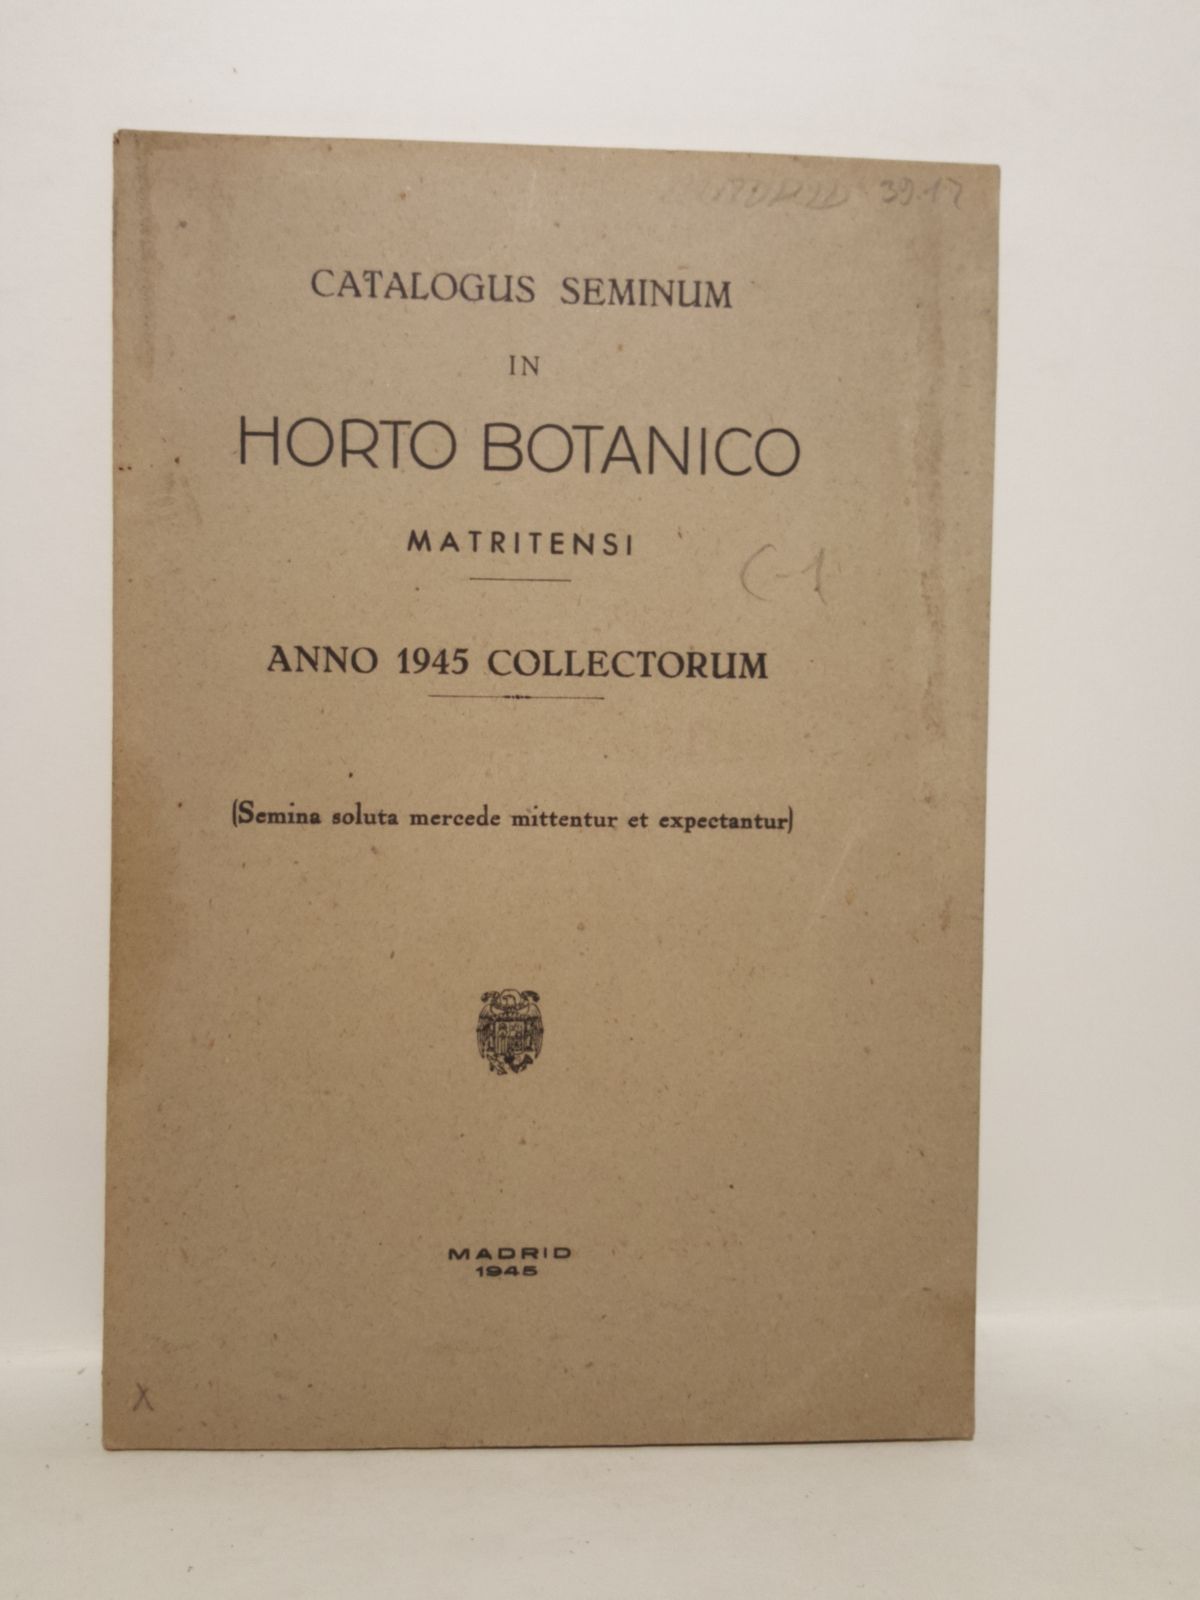 39.17
CATALOGUS SEMINUM
IN
HORTO BOTANICO
MATRITENSI
C-1
ANNO 1945 COLLECTORUM
(Semina soluta mercede mittentur et expectantur)
MADRID
1945
X